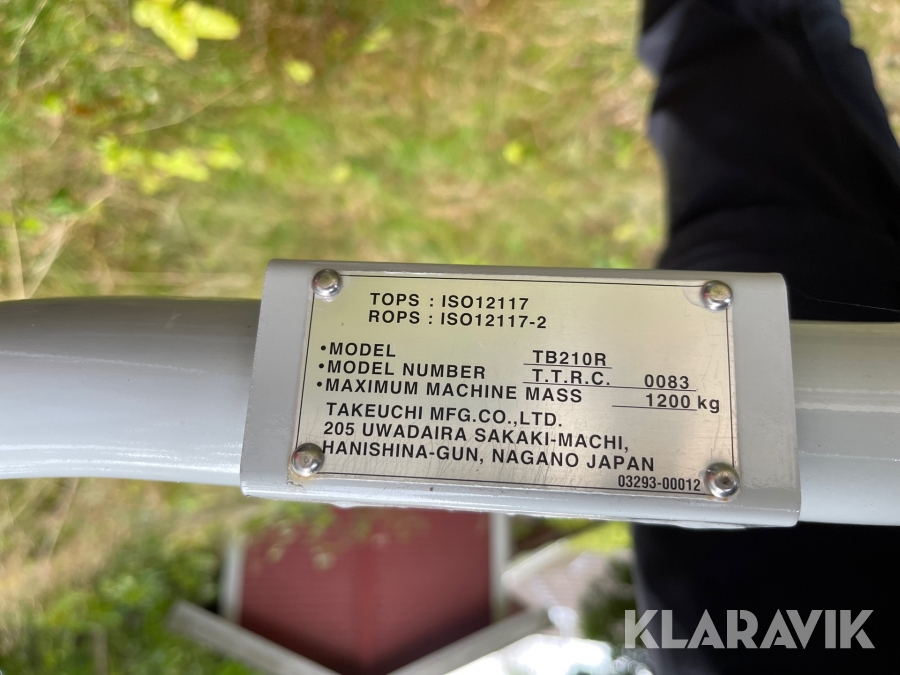 TOPS : ISO12117
ROPS : ISO12117-2
•MODEL TB210R
•MODEL NUMBER T.T.R.C. 0083
•MAXIMUM MACHINE MASS 1200 kg
TAKEUCHI MFG.CO.,LTD.
205 UWADAIRA SAKAKI-MACHI,
HANISHINA-GUN, NAGANO JAPAN
03293-00012
KLARAVIK